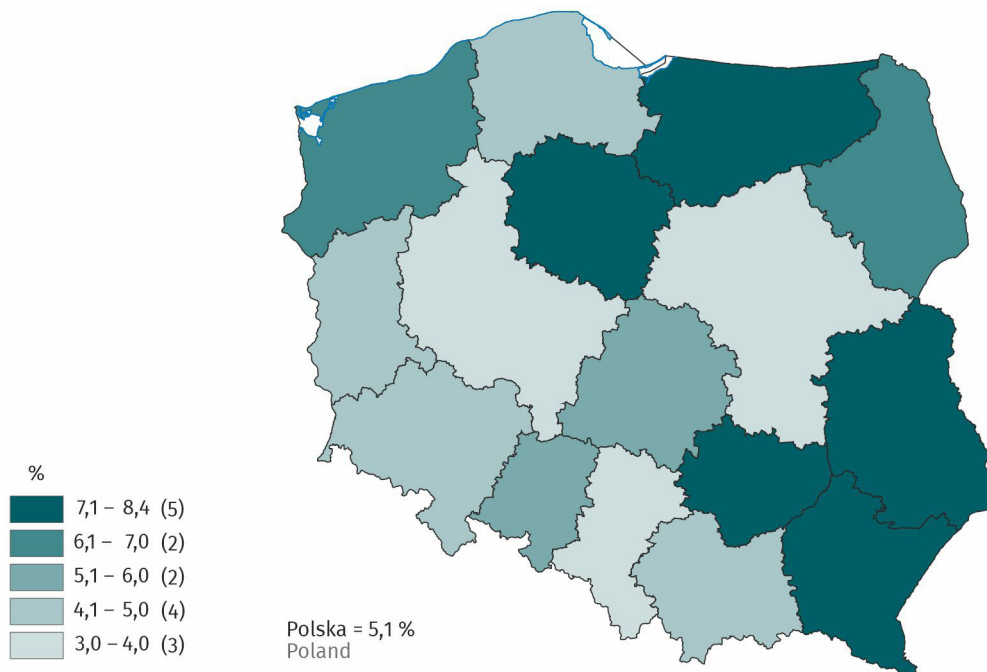 %
7,1 – 8,4 (5)
6,1 – 7,0 (2)
5,1 – 6,0 (2)
4,1 – 5,0 (4)
3,0 – 4,0 (3)
Polska = 5,1 %
Poland